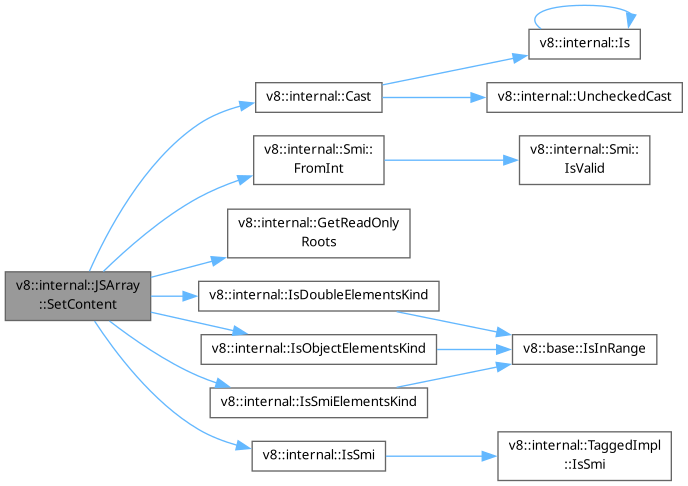 v8::internal::JSArray
::SetContent
v8::internal::Cast
v8::internal::Is
v8::internal::UncheckedCast
v8::internal::Smi::
FromInt
v8::internal::Smi::
IsValid
v8::internal::GetReadOnly
Roots
v8::internal::IsDoubleElementsKind
v8::base::IsInRange
v8::internal::IsObjectElementsKind
v8::internal::IsSmiElementsKind
v8::internal::IsSmi
v8::internal::TaggedImpl
::IsSmi